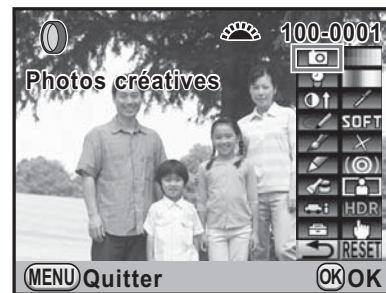 100-0001
Photos créatives
SOFT
HDR
RESET
MENU Quitter
OK OK